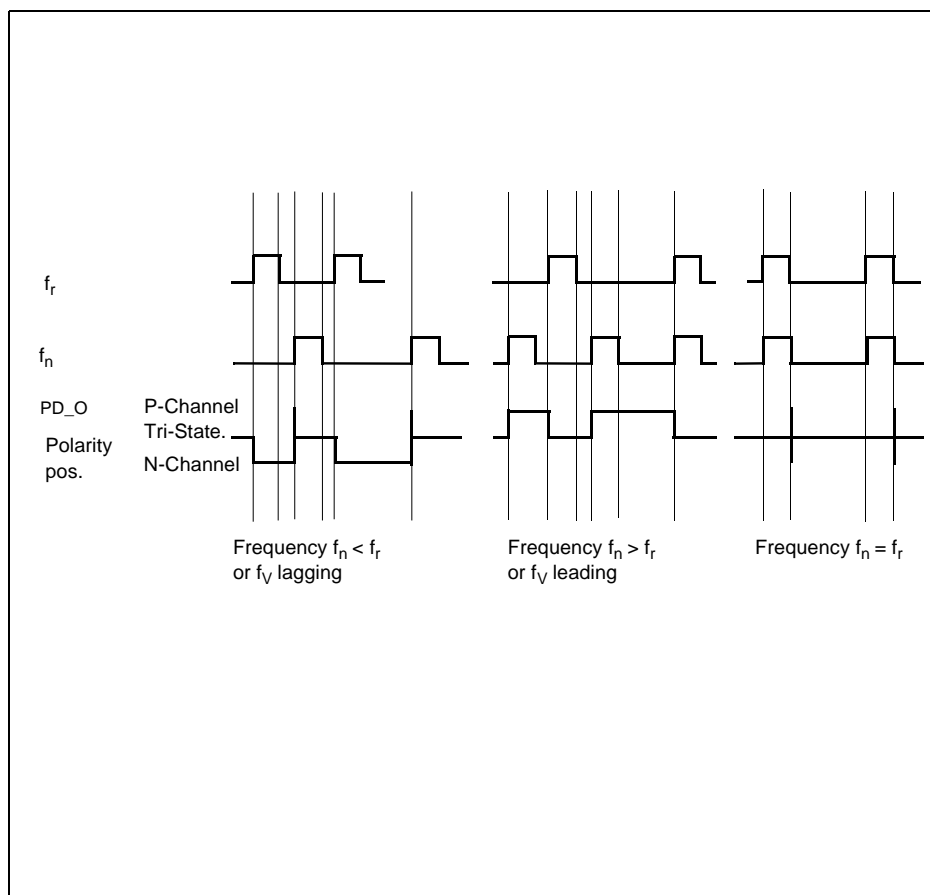 f_r
f_n
PD_O P-Channel
Tri-State.
Polarity
pos. N-Channel
Frequency f_n < f_r
or f_V lagging
Frequency f_n > f_r
or f_V leading
Frequency f_n = f_r